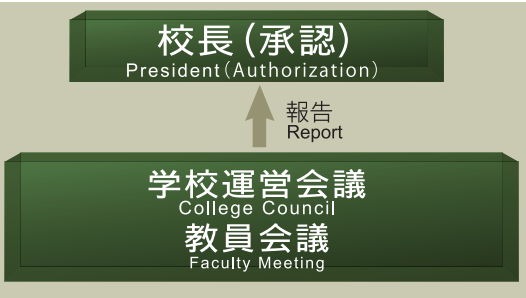 校長（承認）
President（Authorization）
報告
Report
学校運営会議
College Council
教員会議
Faculty Meeting